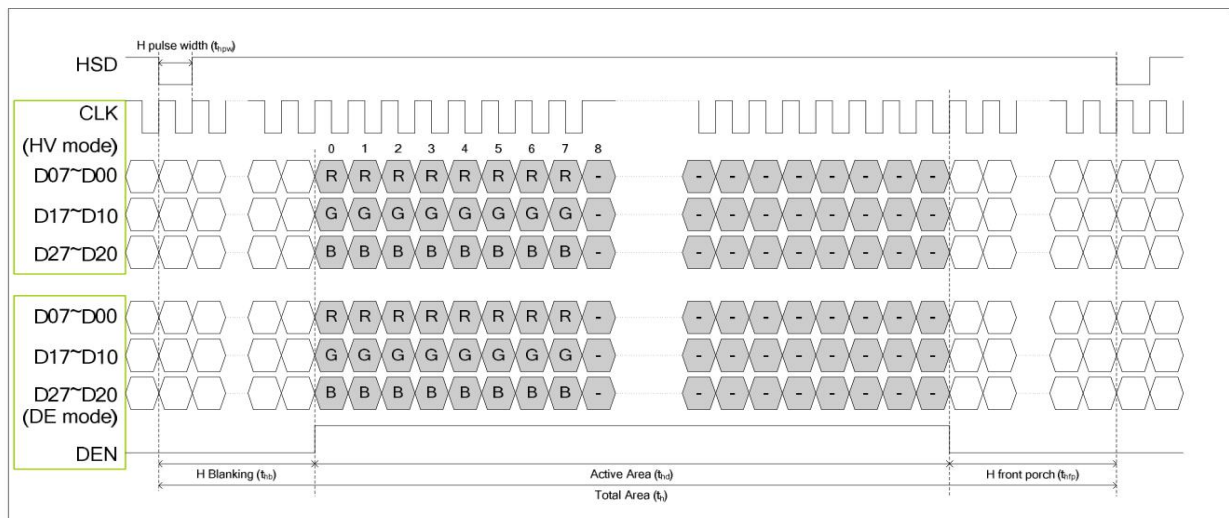 H pulse width (thpw)
HSD
CLK
(HV mode)
0 1 2 3 4 5 6 7 8
D07~D00 R R R R R R R R - - - - - - - - -
D17~D10 G G G G G G G G - - - - - - - - -
D27~D20 B B B B B B B B - - - - - - - - -
D07~D00 R R R R R R R R - - - - - - - - -
D17~D10 G G G G G G G G - - - - - - - - -
D27~D20 B B B B B B B B - - - - - - - - -
(DE mode)
DEN
H Blanking (thb) Active Area (thd) H front porch (thfp)
Total Area (th)